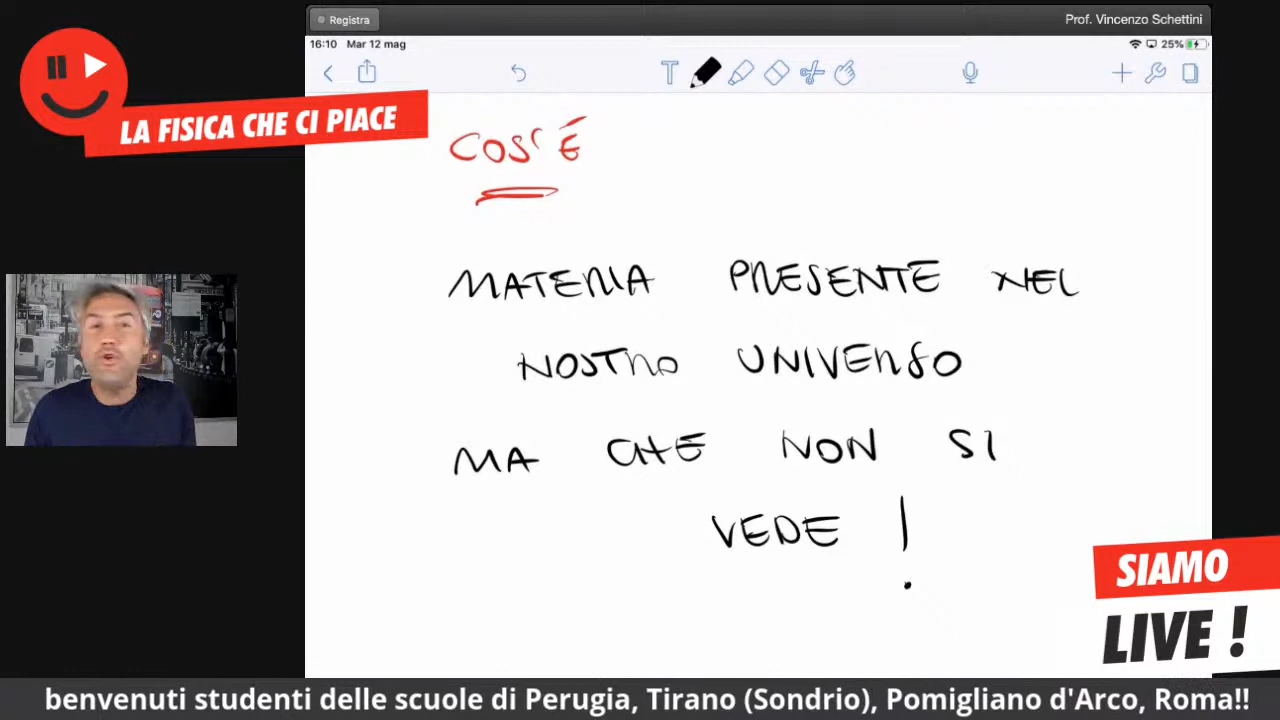 Registra
Prof. Vincenzo Schettini
16:10 Mar 12 mag
25%
LA FISICA CHE CI PIACE
COS'É
MATERIA PRESENTE NEL
NOSTRO UNIVERSO
MA CHE NON SI
VEDE !
SIAMO
LIVE !
benvenuti studenti delle scuole di Perugia, Tirano (Sondrio), Pomigliano d'Arco, Roma!!